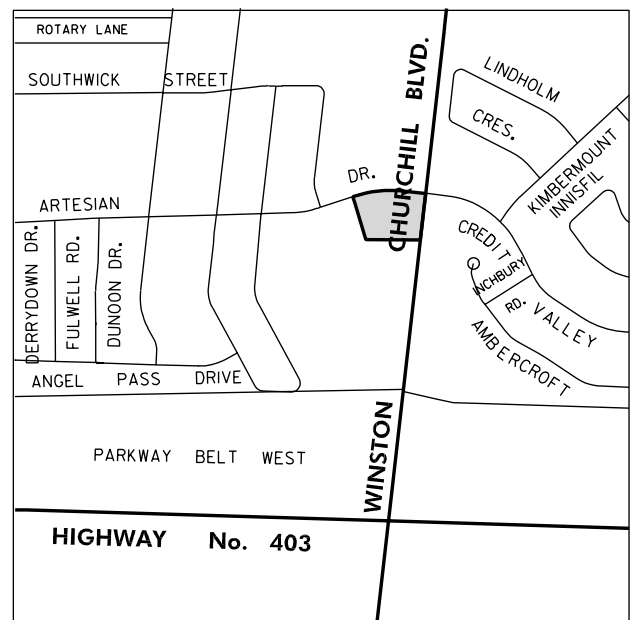 ROTARY LANE
SOUTHWICK STREET
CHURCHILL BLVD.
LINDHOLM
CRES.
KIMBERMOUNT
INNISFIL
ARTESIAN DR.
DERRYDOWN DR.
FULWELL RD.
DUNOON DR.
CREDIT VALLEY
INCHBURY
RD.
AMBERCROFT
ANGEL PASS DRIVE
WINSTON
PARKWAY BELT WEST
HIGHWAY No. 403